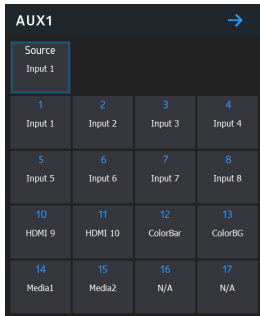 AUX1 →
Source
Input 1
1 2 3 4
Input 1 Input 2 Input 3 Input 4
5 6 7 8
Input 5 Input 6 Input 7 Input 8
10 11 12 13
HDMI 9 HDMI 10 ColorBar ColorBG
14 15 16 17
Media1 Media2 N/A N/A